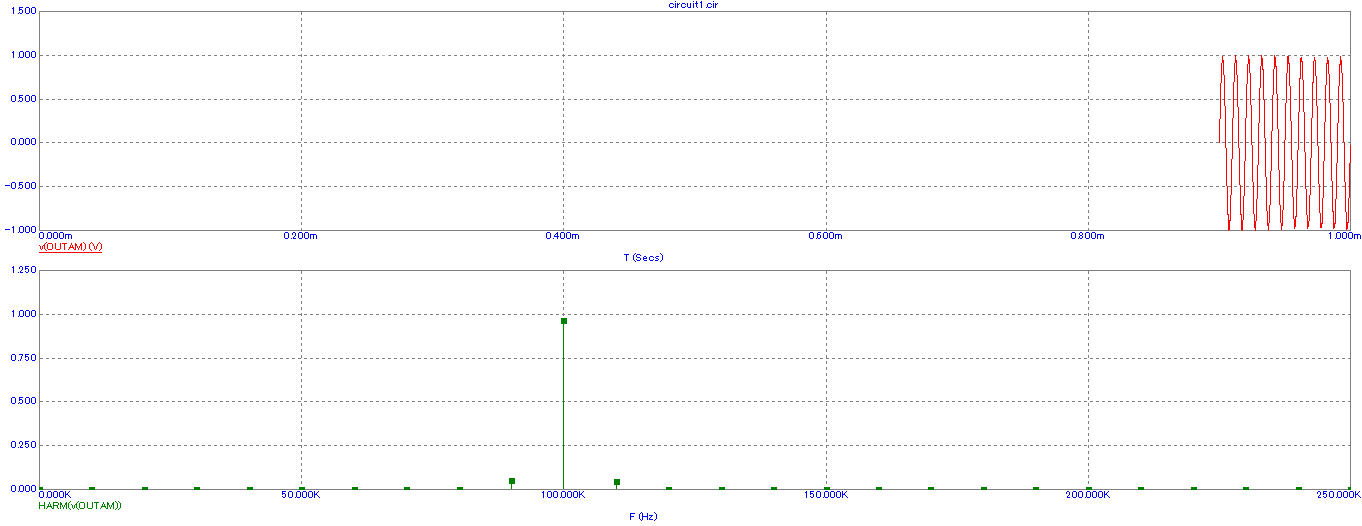 circuit1.cir
1.500
1.000
0.500
0.000
-0.500
-1.000
0.000m 0.200m 0.400m 0.600m 0.800m 1.000m
v(OUTAM) (V)
T (Secs)
1.250
1.000
0.750
0.500
0.250
0.000
0.000K 50.000K 100.000K 150.000K 200.000K 250.000K
HARM(v(OUTAM))
F (Hz)